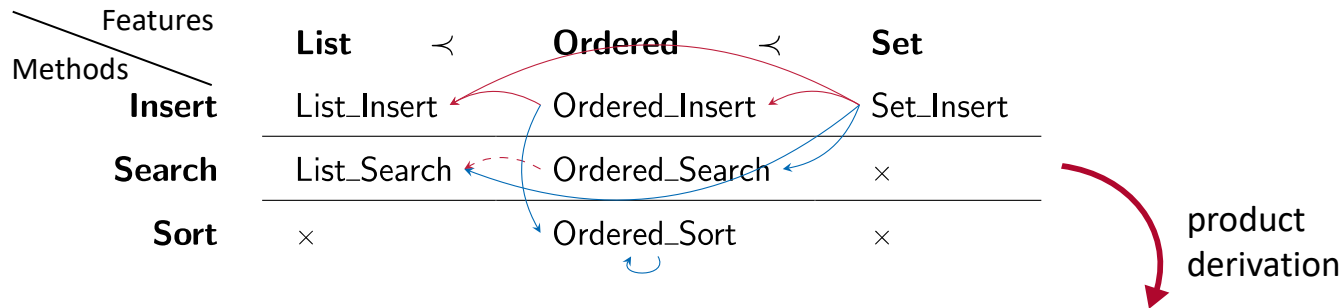 Features
Methods
List ≺ Ordered ≺ Set
Insert List_Insert Ordered_Insert Set_Insert
Search List_Search Ordered_Search ×
Sort × Ordered_Sort ×
product
derivation